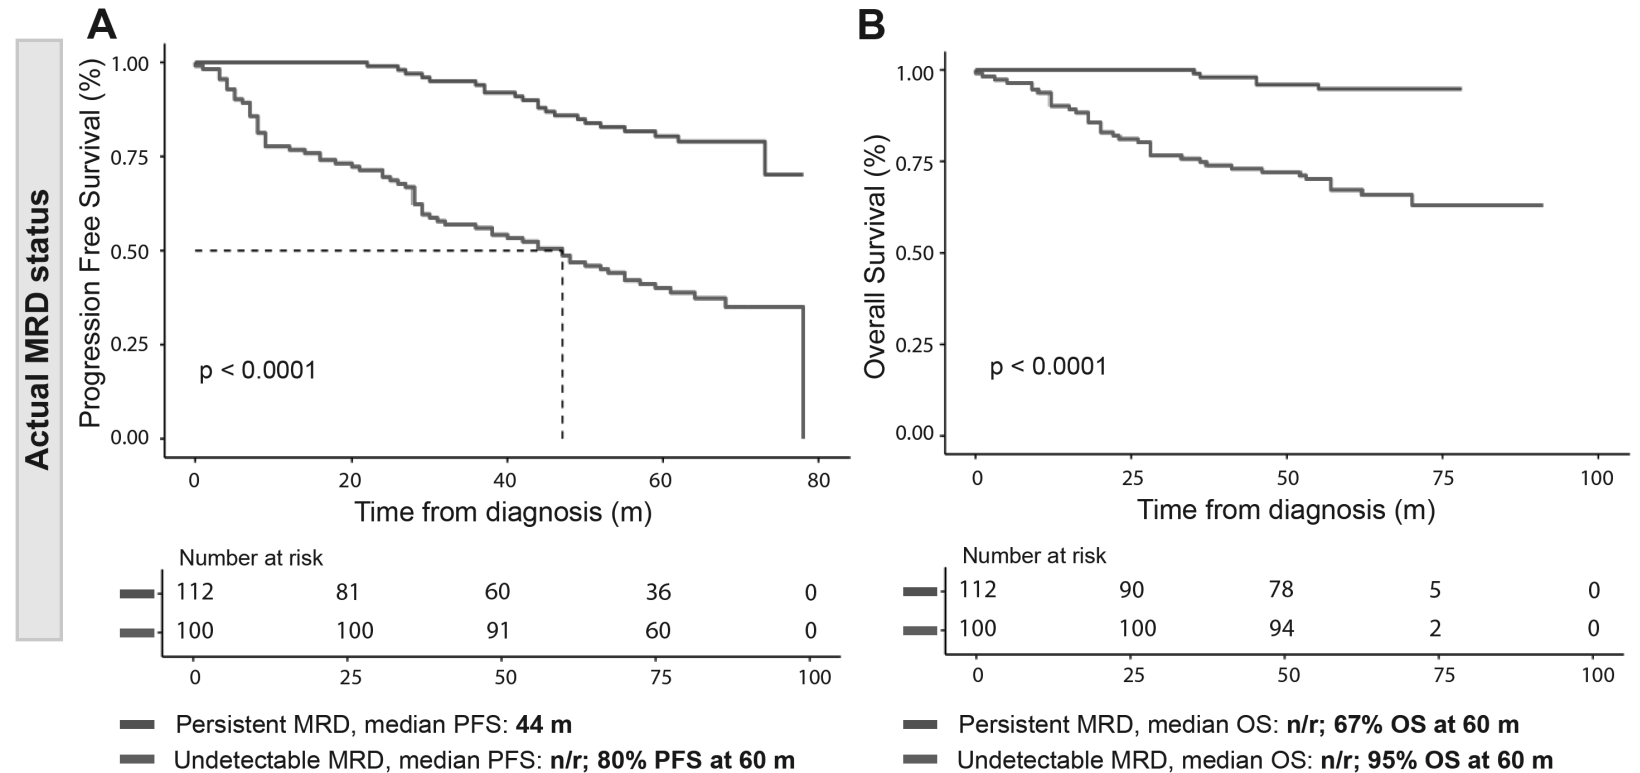 A
B
Actual MRD status
Progression Free Survival (%)
1.00
0.75
0.50
0.25
0.00
p < 0.0001
0 20 40 60 80
Time from diagnosis (m)
Number at risk
112 81 60 36 0
100 100 91 60 0
0 25 50 75 100
Persistent MRD, median PFS: 44 m
Undetectable MRD, median PFS: n/r; 80% PFS at 60 m
Overall Survival (%)
1.00
0.75
0.50
0.25
0.00
p < 0.0001
0 25 50 75 100
Time from diagnosis (m)
Number at risk
112 90 78 5 0
100 100 94 2 0
0 25 50 75 100
Persistent MRD, median OS: n/r; 67% OS at 60 m
Undetectable MRD, median OS: n/r; 95% OS at 60 m